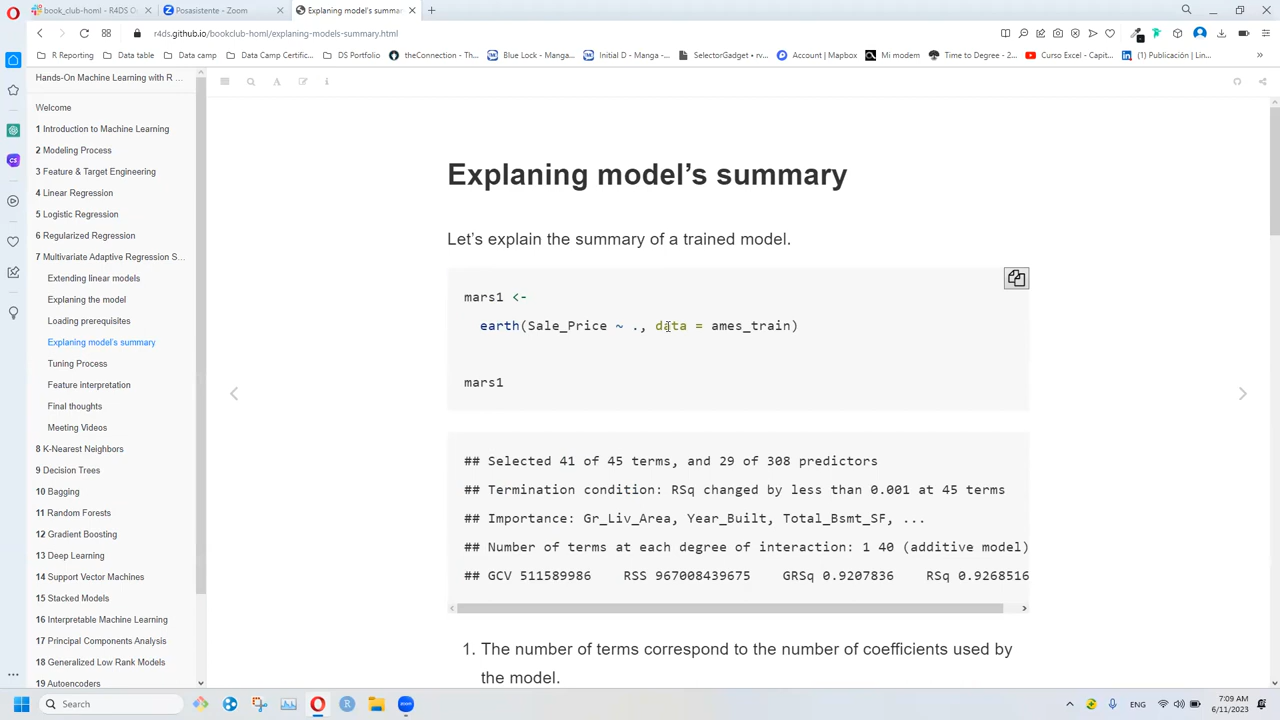 book_club-homl - R4DS O...
Posasistente - Zoom
Explaning model's summ
r4ds.github.io/bookclub-homl/explaning-models-summary.html
R Reporting
Data table
Data camp
Data Camp Certific...
DS Portfolio
theConnection - Th...
Blue Lock - Manga...
Initial D - Manga -...
SelectorGadget • rv...
Account | Mapbox
Mi modem
Time to Degree - 2...
Curso Excel - Capit...
(1) Publicación | Lin...
Hands-On Machine Learning with R ...
Welcome
1 Introduction to Machine Learning
2 Modeling Process
3 Feature & Target Engineering
4 Linear Regression
5 Logistic Regression
6 Regularized Regression
7 Multivariate Adaptive Regression S...
Extending linear models
Explaning the model
Loading prerequisites
Explaning model's summary
Tuning Process
Feature interpretation
Final thoughts
Meeting Videos
8 K-Nearest Neighbors
9 Decision Trees
10 Bagging
11 Random Forests
12 Gradient Boosting
13 Deep Learning
14 Support Vector Machines
15 Stacked Models
16 Interpretable Machine Learning
17 Principal Components Analysis
18 Generalized Low Rank Models
19 Autoencoders
Explaning model's summary
Let's explain the summary of a trained model.
mars1 <-
earth(Sale_Price ~ ., data = ames_train)
mars1
## Selected 41 of 45 terms, and 29 of 308 predictors
## Termination condition: RSq changed by less than 0.001 at 45 terms
## Importance: Gr_Liv_Area, Year_Built, Total_Bsmt_SF, ...
## Number of terms at each degree of interaction: 1 40 (additive model)
## GCV 511589986    RSS 967008439675    GRSq 0.9207836    RSq 0.9268516
1. The number of terms correspond to the number of coefficients used by
the model.
Search
ENG
7:09 AM
6/11/2023